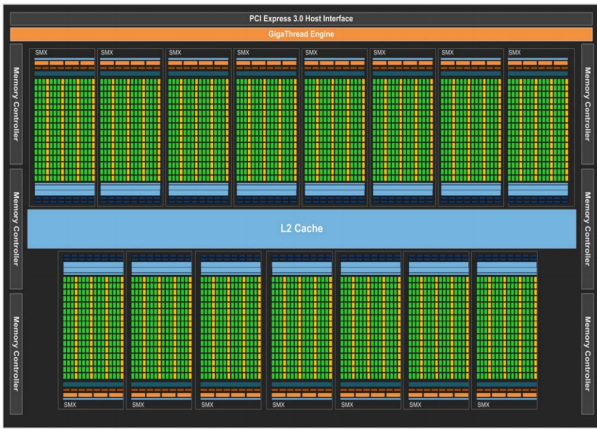 PCI Express 3.0 Host Interface
GigaThread Engine
SMX SMX SMX SMX SMX SMX SMX SMX
Memory Controller
Memory Controller
L2 Cache
Memory Controller
Memory Controller
Memory Controller
Memory Controller
SMX SMX SMX SMX SMX SMX SMX